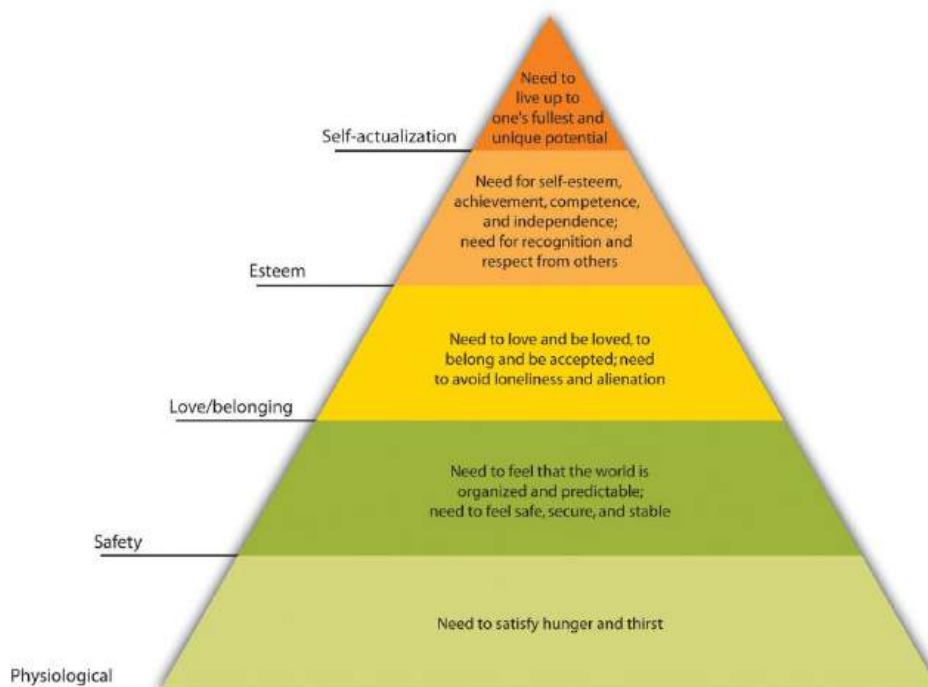 Need to
live up to
one's fullest and
unique potential
Self-actualization
Need for self-esteem,
achievement, competence,
and independence;
need for recognition and
respect from others
Esteem
Need to love and be loved, to
belong and be accepted; need
to avoid loneliness and alienation
Love/belonging
Need to feel that the world is
organized and predictable;
need to feel safe, secure, and stable
Safety
Need to satisfy hunger and thirst
Physiological